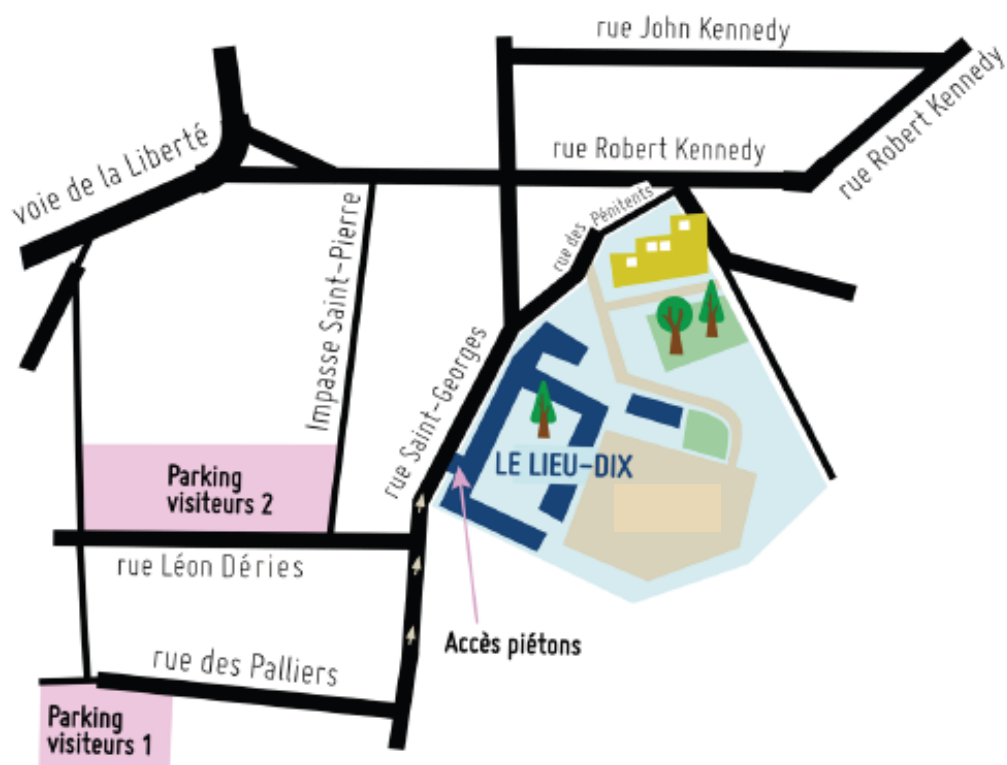 rue John Kennedy
rue Robert Kennedy
rue Robert Kennedy
voie de la Liberté
rue des Pénitents
Impasse Saint-Pierre
rue Saint-Georges
LE LIEU-DIX
Parking
visiteurs 2
rue Léon Déries
Accès piétons
rue des Palliers
Parking
visiteurs 1